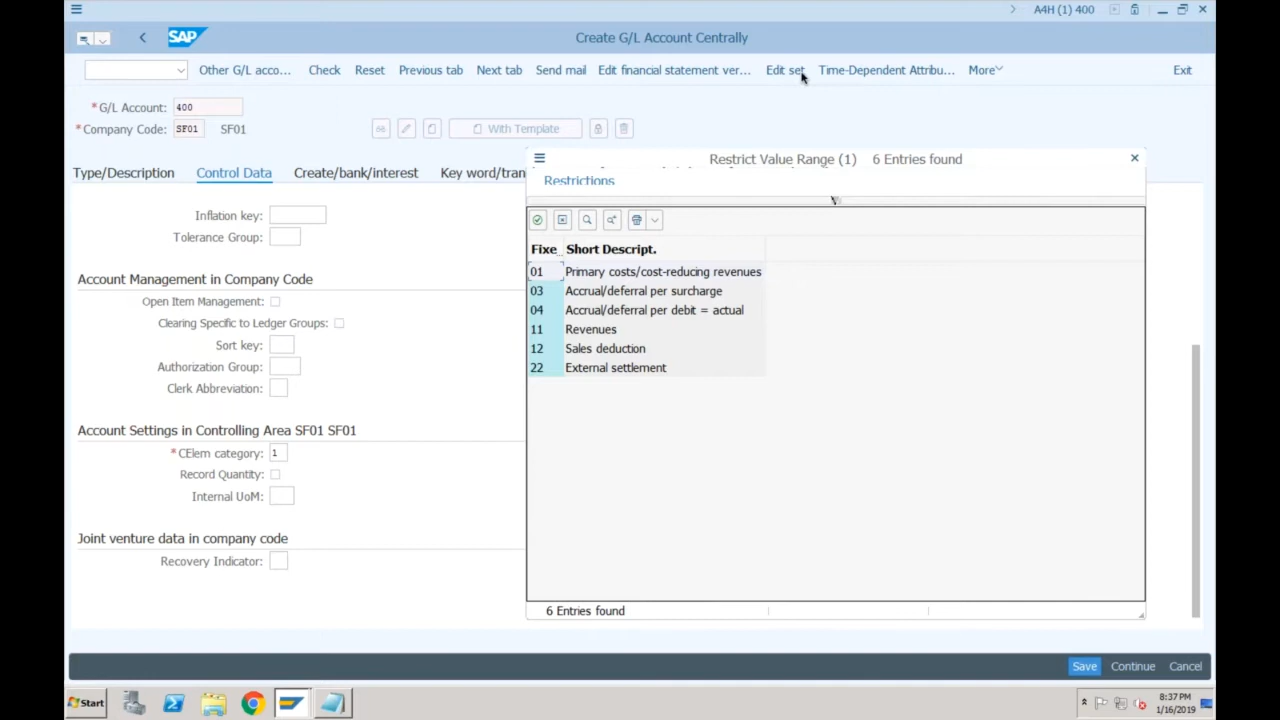 A4H (1) 400
SAP
Create G/L Account Centrally
Other G/L acco... Check Reset Previous tab Next tab Send mail Edit financial statement ver... Edit set Time-Dependent Attribu... More Exit
*G/L Account: 400
*Company Code: SF01 SF01
With Template
Restrict Value Range (1) 6 Entries found
Type/Description Control Data Create/bank/interest Key word/tran
Restrictions
Inflation key:
Tolerance Group:
Fixe.. Short Descript.
01 Primary costs/cost-reducing revenues
03 Accrual/deferral per surcharge
04 Accrual/deferral per debit = actual
11 Revenues
12 Sales deduction
22 External settlement
Account Management in Company Code
Open Item Management:
Clearing Specific to Ledger Groups:
Sort key:
Authorization Group:
Clerk Abbreviation:
Account Settings in Controlling Area SF01 SF01
*CElem category: 1
Record Quantity:
Internal UoM:
Joint venture data in company code
Recovery Indicator:
6 Entries found
Save Continue Cancel
Start
8:37 PM
1/16/2019